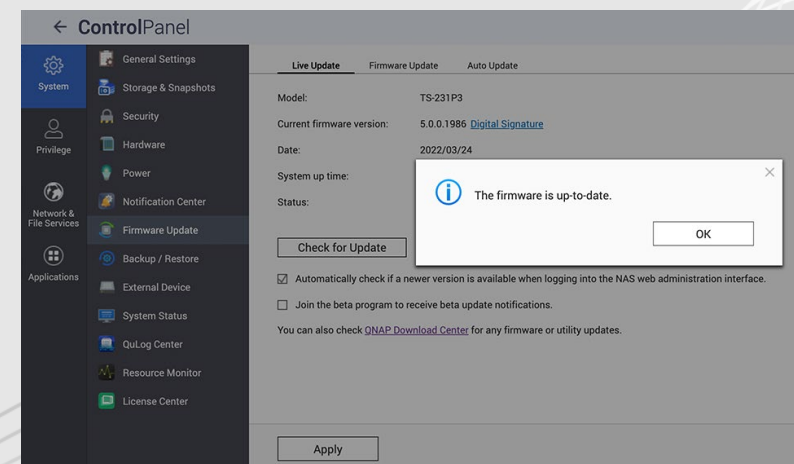 ControlPanel
System
Privilege
Network &
File Services
Applications
General Settings
Storage & Snapshots
Security
Hardware
Power
Notification Center
Firmware Update
Backup / Restore
External Device
System Status
QuLog Center
Resource Monitor
License Center
Live Update Firmware Update Auto Update
Model: TS-231P3
Current firmware version: 5.0.0.1986 Digital Signature
Date: 2022/03/24
System up time:
Status:
The firmware is up-to-date.
OK
Check for Update
Automatically check if a newer version is available when logging into the NAS web administration interface.
Join the beta program to receive beta update notifications.
You can also check QNAP Download Center for any firmware or utility updates.
Apply